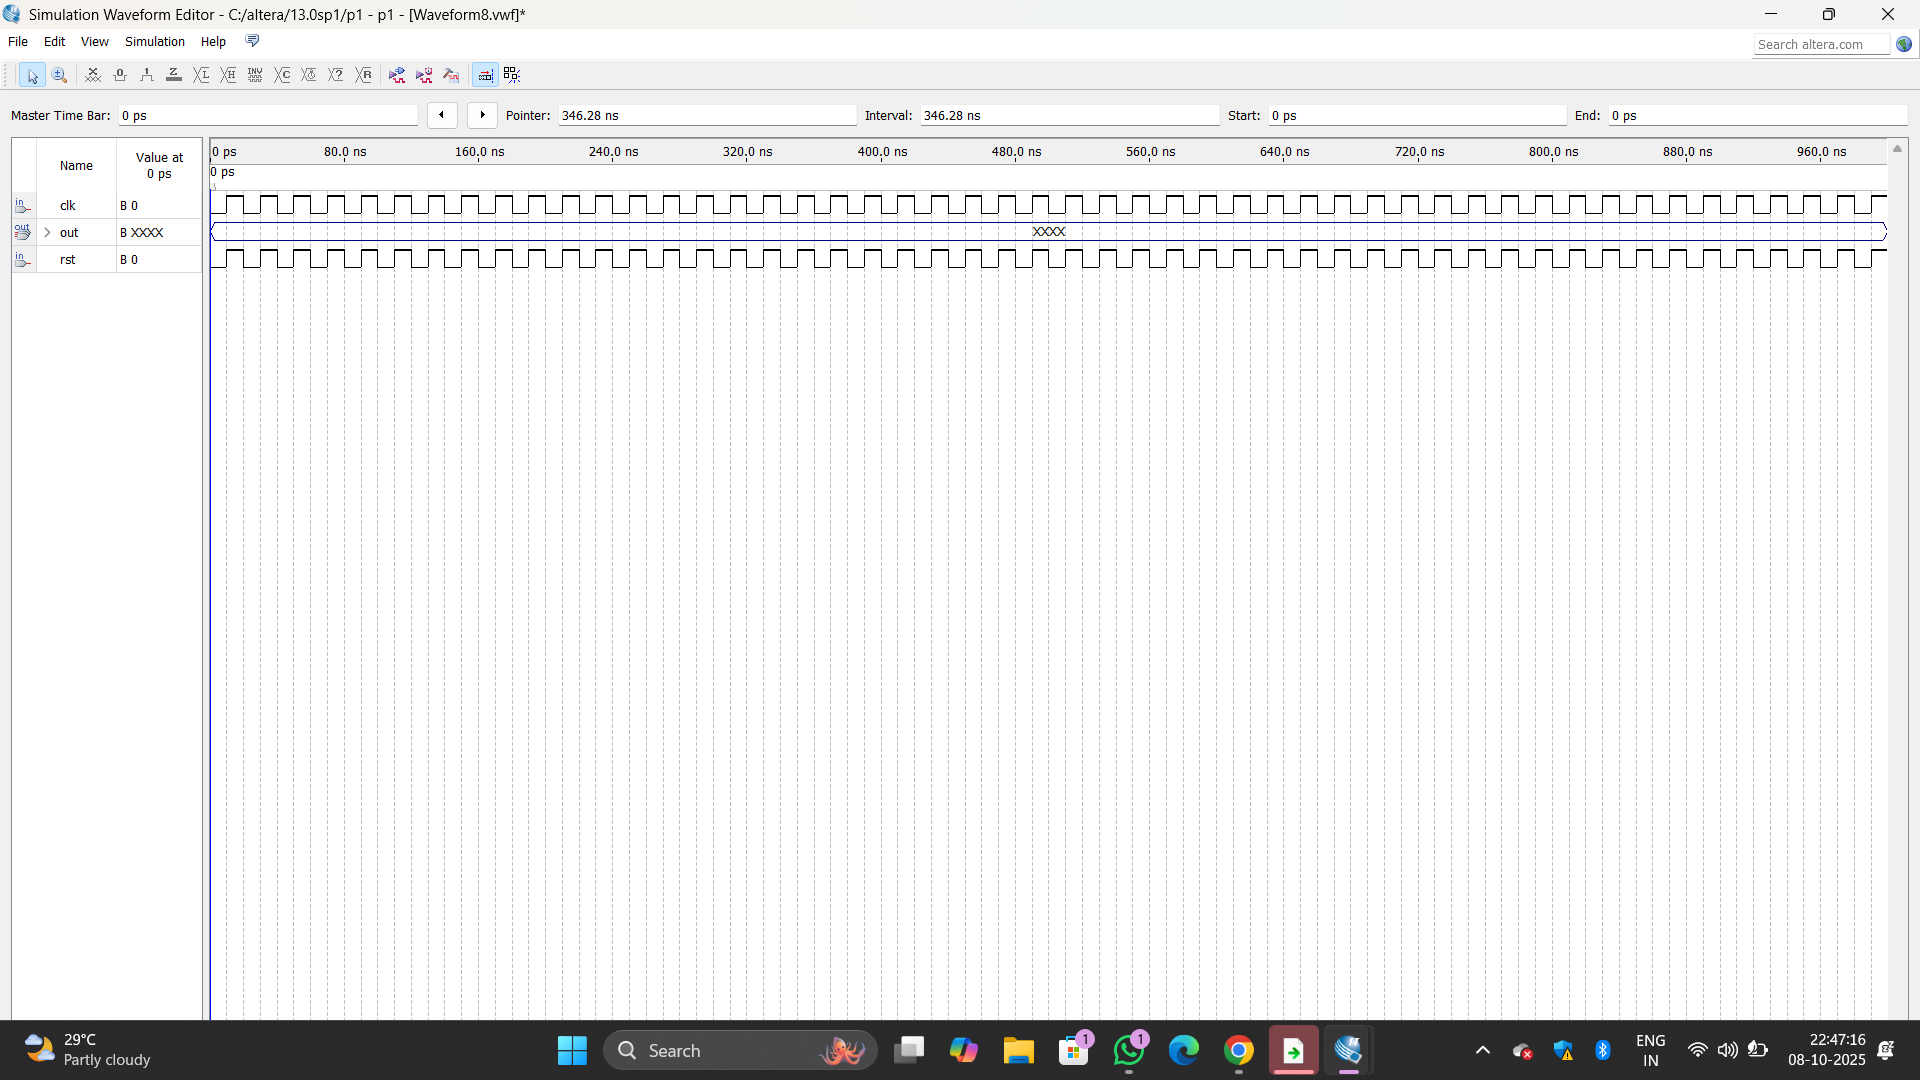 Simulation Waveform Editor - C:/altera/13.0sp1/p1 - p1 - [Waveform8.vwf]*
File Edit View Simulation Help
Search altera.com
Master Time Bar: 0 ps Pointer: 346.28 ns Interval: 346.28 ns Start: 0 ps End: 0 ps
Name Value at 0 ps
0 ps 80.0 ns 160.0 ns 240.0 ns 320.0 ns 400.0 ns 480.0 ns 560.0 ns 640.0 ns 720.0 ns 800.0 ns 880.0 ns 960.0 ns
0 ps
in clk B 0
out out B XXXX XXXX
in rst B 0
29°C
Partly cloudy
Search
1
1
ENG
IN
22:47:16
08-10-2025